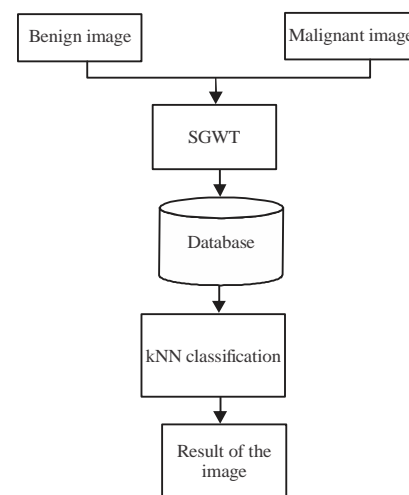 Benign image
Malignant image
SGWT
Database
kNN classification
Result of the
image